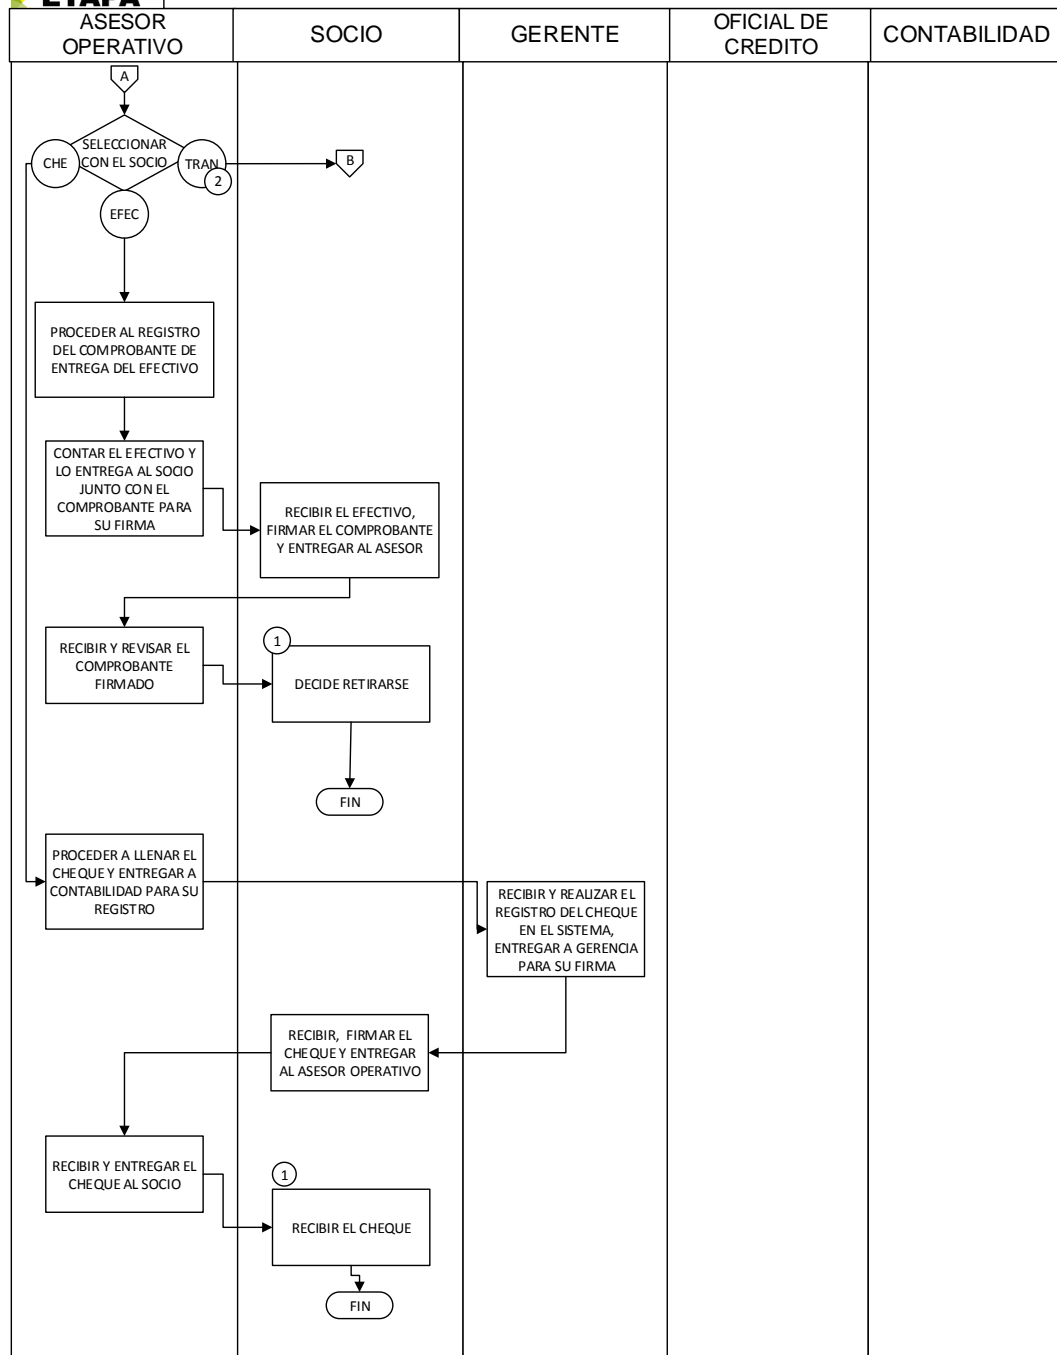 ETAPA
ASESOR
OPERATIVO
SOCIO
GERENTE
OFICIAL DE
CREDITO
CONTABILIDAD
A
SELECCIONAR
CON EL SOCIO
CHE
TRAN
2
B
EFEC
PROCEDER AL REGISTRO
DEL COMPROBANTE DE
ENTREGA DEL EFECTIVO
CONTAR EL EFECTIVO Y
LO ENTREGA AL SOCIO
JUNTO CON EL
COMPROBANTE PARA
SU FIRMA
RECIBIR EL EFECTIVO,
FIRMAR EL COMPROBANTE
Y ENTREGAR AL ASESOR
RECIBIR Y REVISAR EL
COMPROBANTE
FIRMADO
1
DECIDE RETIRARSE
FIN
PROCEDER A LLENAR EL
CHEQUE Y ENTREGAR A
CONTABILIDAD PARA SU
REGISTRO
RECIBIR Y REALIZAR EL
REGISTRO DEL CHEQUE
EN EL SISTEMA,
ENTREGAR A GERENCIA
PARA SU FIRMA
RECIBIR, FIRMAR EL
CHEQUE Y ENTREGAR
AL ASESOR OPERATIVO
RECIBIR Y ENTREGAR EL
CHEQUE AL SOCIO
1
RECIBIR EL CHEQUE
FIN